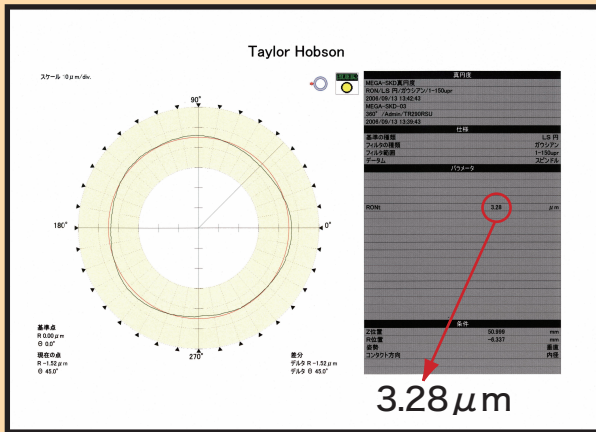 Taylor Hobson
スケール 10μm/div.
90°
180°
0°
270°
基準点
R 0.00μm
Θ 0.0°
現在の点
R -1.52μm
Θ 45.0°
差分
デルタ R -1.52μm
デルタ Θ 45.0°
真円度
MEGA-SKD真円度
RON/LS 円/ガウシアン/1-150upr
2006/09/13 13:42:43
MEGA-SKD-03
360° /Admin/TR290RSU
2006/09/13 13:39:43
仕様
基準の種類 LS 円
フィルタの種類 ガウシアン
フィルタ範囲 1-150upr
データム スピンドル
パラメータ
RONt 3.28 μm
条件
Z位置 50.999 mm
R位置 -6.337 mm
姿勢 垂直
コンタクト方向 内径
3.28μm